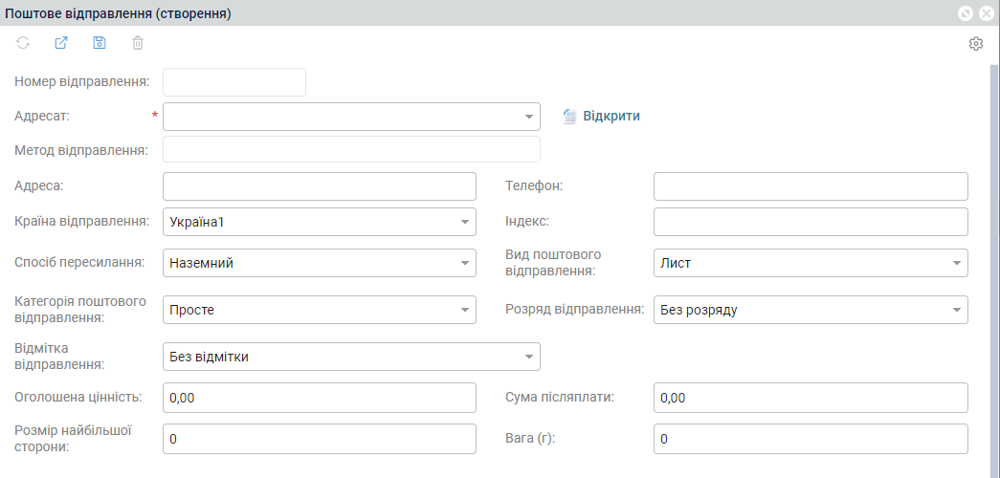 Поштове відправлення (створення)
Номер відправлення:
Адресат: *
Відкрити
Метод відправлення:
Адреса:
Телефон:
Країна відправлення: Україна1
Індекс:
Спосіб пересилання: Наземний
Вид поштового
відправлення: Лист
Категорія поштового
відправлення: Просте
Розряд відправлення: Без розряду
Відмітка
відправлення: Без відмітки
Оголошена цінність: 0,00
Сума післяплати: 0,00
Розмір найбільшої
сторони: 0
Вага (г): 0